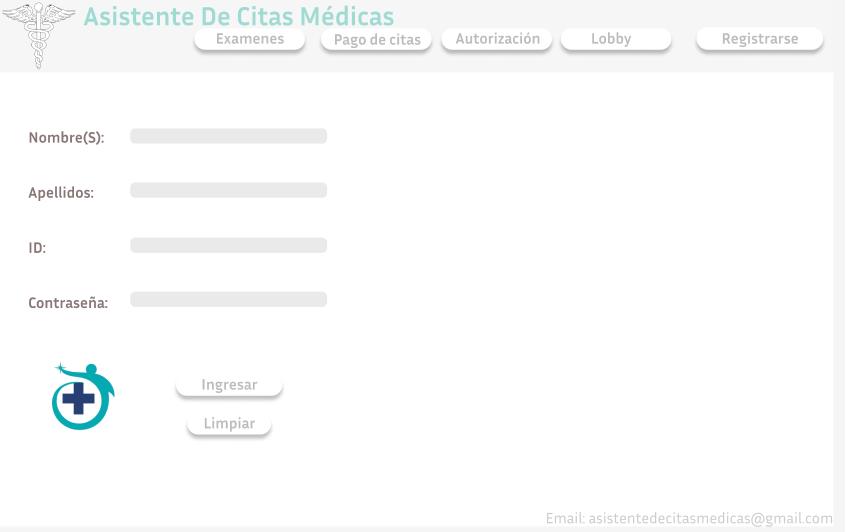 Asistente De Citas Médicas
Examenes
Pago de citas
Autorización
Lobby
Registrarse
Nombre(S):
Apellidos:
ID:
Contraseña:
Ingresar
Limpiar
Email: asistentedecitasmedicas@gmail.com